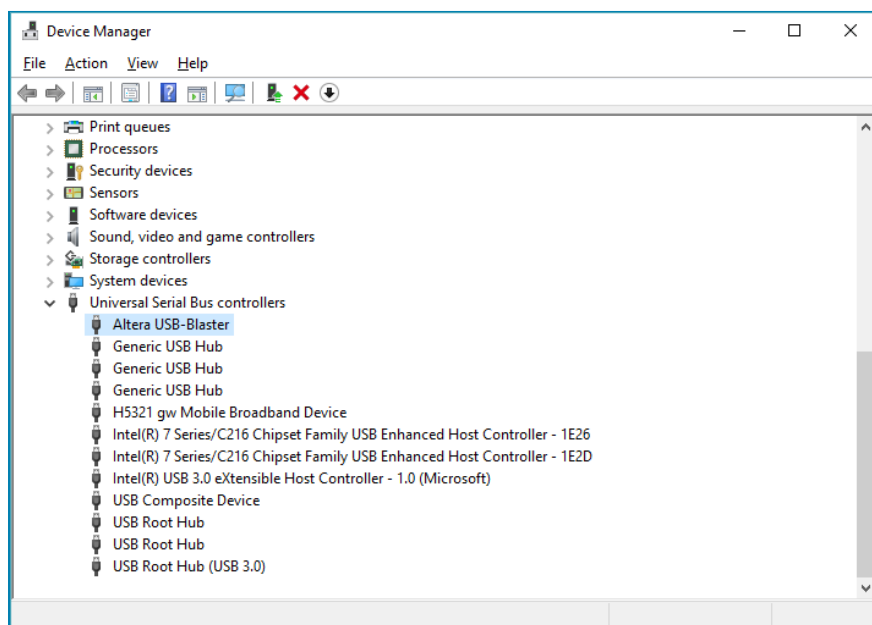 Device Manager
File Action View Help
Print queues
Processors
Security devices
Sensors
Software devices
Sound, video and game controllers
Storage controllers
System devices
Universal Serial Bus controllers
Altera USB-Blaster
Generic USB Hub
Generic USB Hub
Generic USB Hub
H5321 gw Mobile Broadband Device
Intel(R) 7 Series/C216 Chipset Family USB Enhanced Host Controller - 1E26
Intel(R) 7 Series/C216 Chipset Family USB Enhanced Host Controller - 1E2D
Intel(R) USB 3.0 eXtensible Host Controller - 1.0 (Microsoft)
USB Composite Device
USB Root Hub
USB Root Hub
USB Root Hub (USB 3.0)